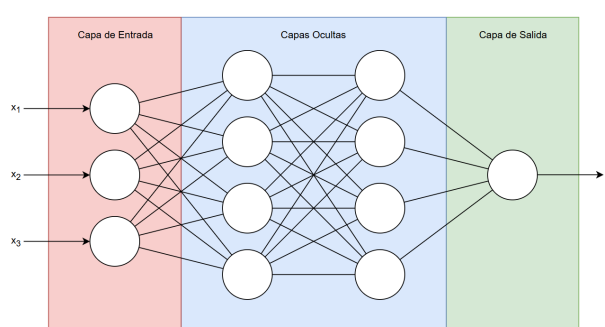 Capa de Entrada
Capas Ocultas
Capa de Salida
x1
x2
x3